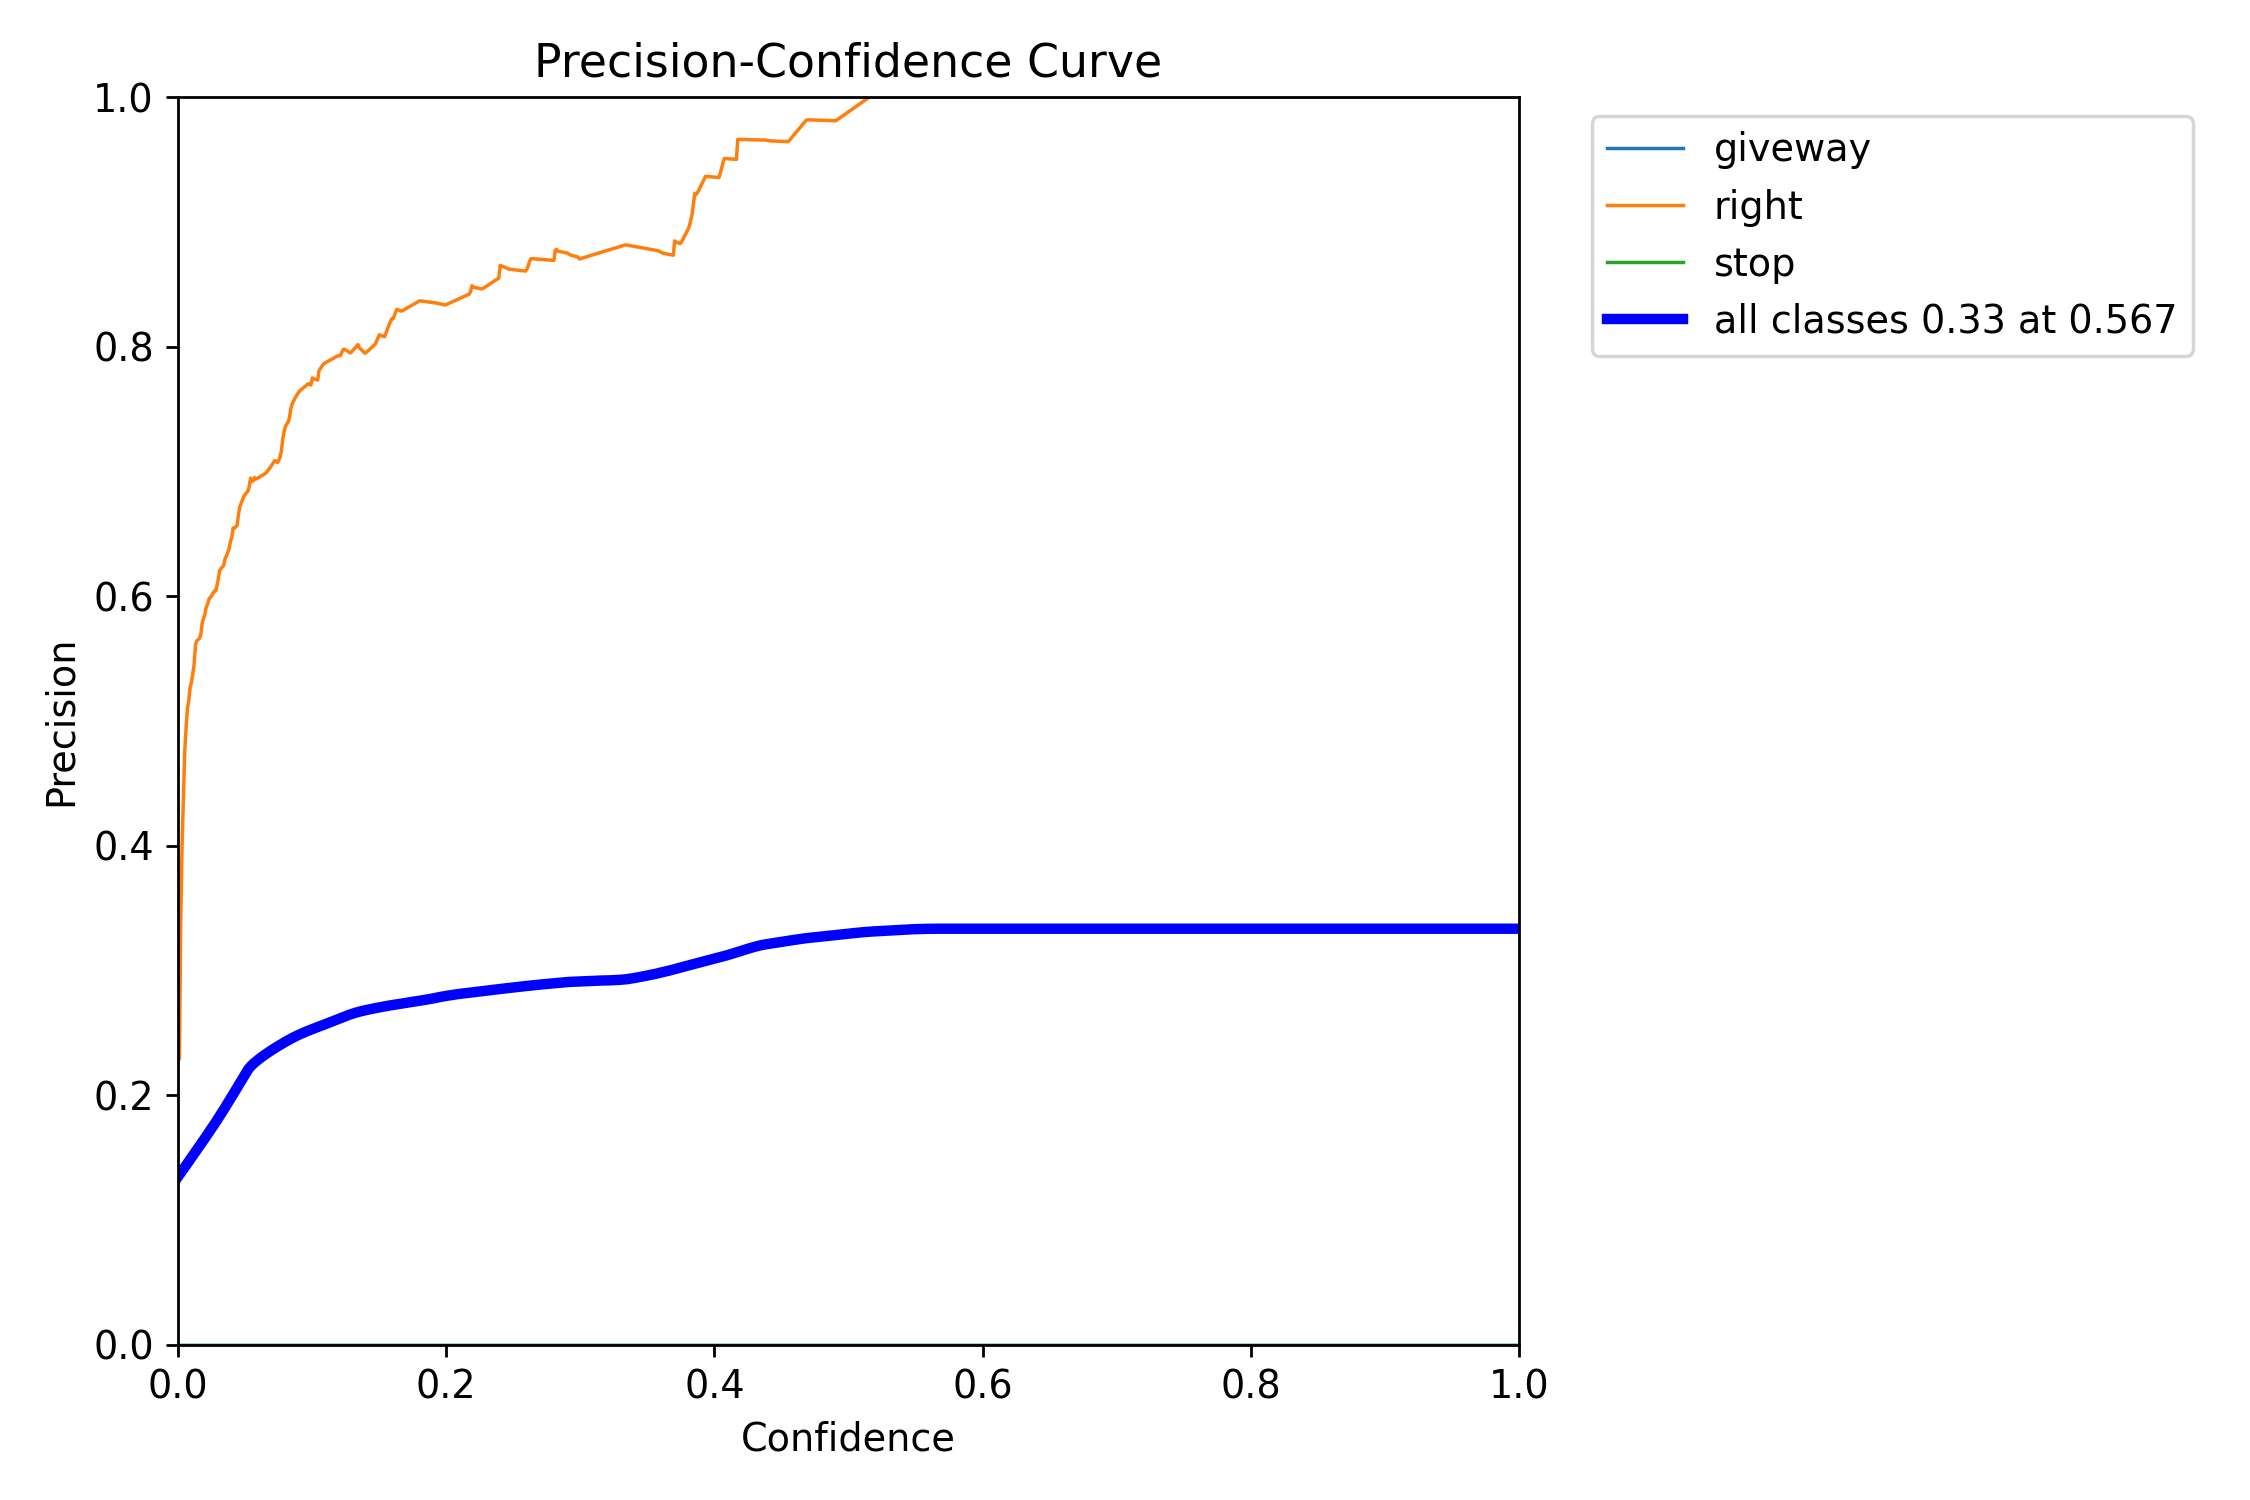 Precision-Confidence Curve
1.0
0.8
0.6
0.4
0.2
0.0
Precision
0.0 0.2 0.4 0.6 0.8 1.0
Confidence
giveway
right
stop
all classes 0.33 at 0.567